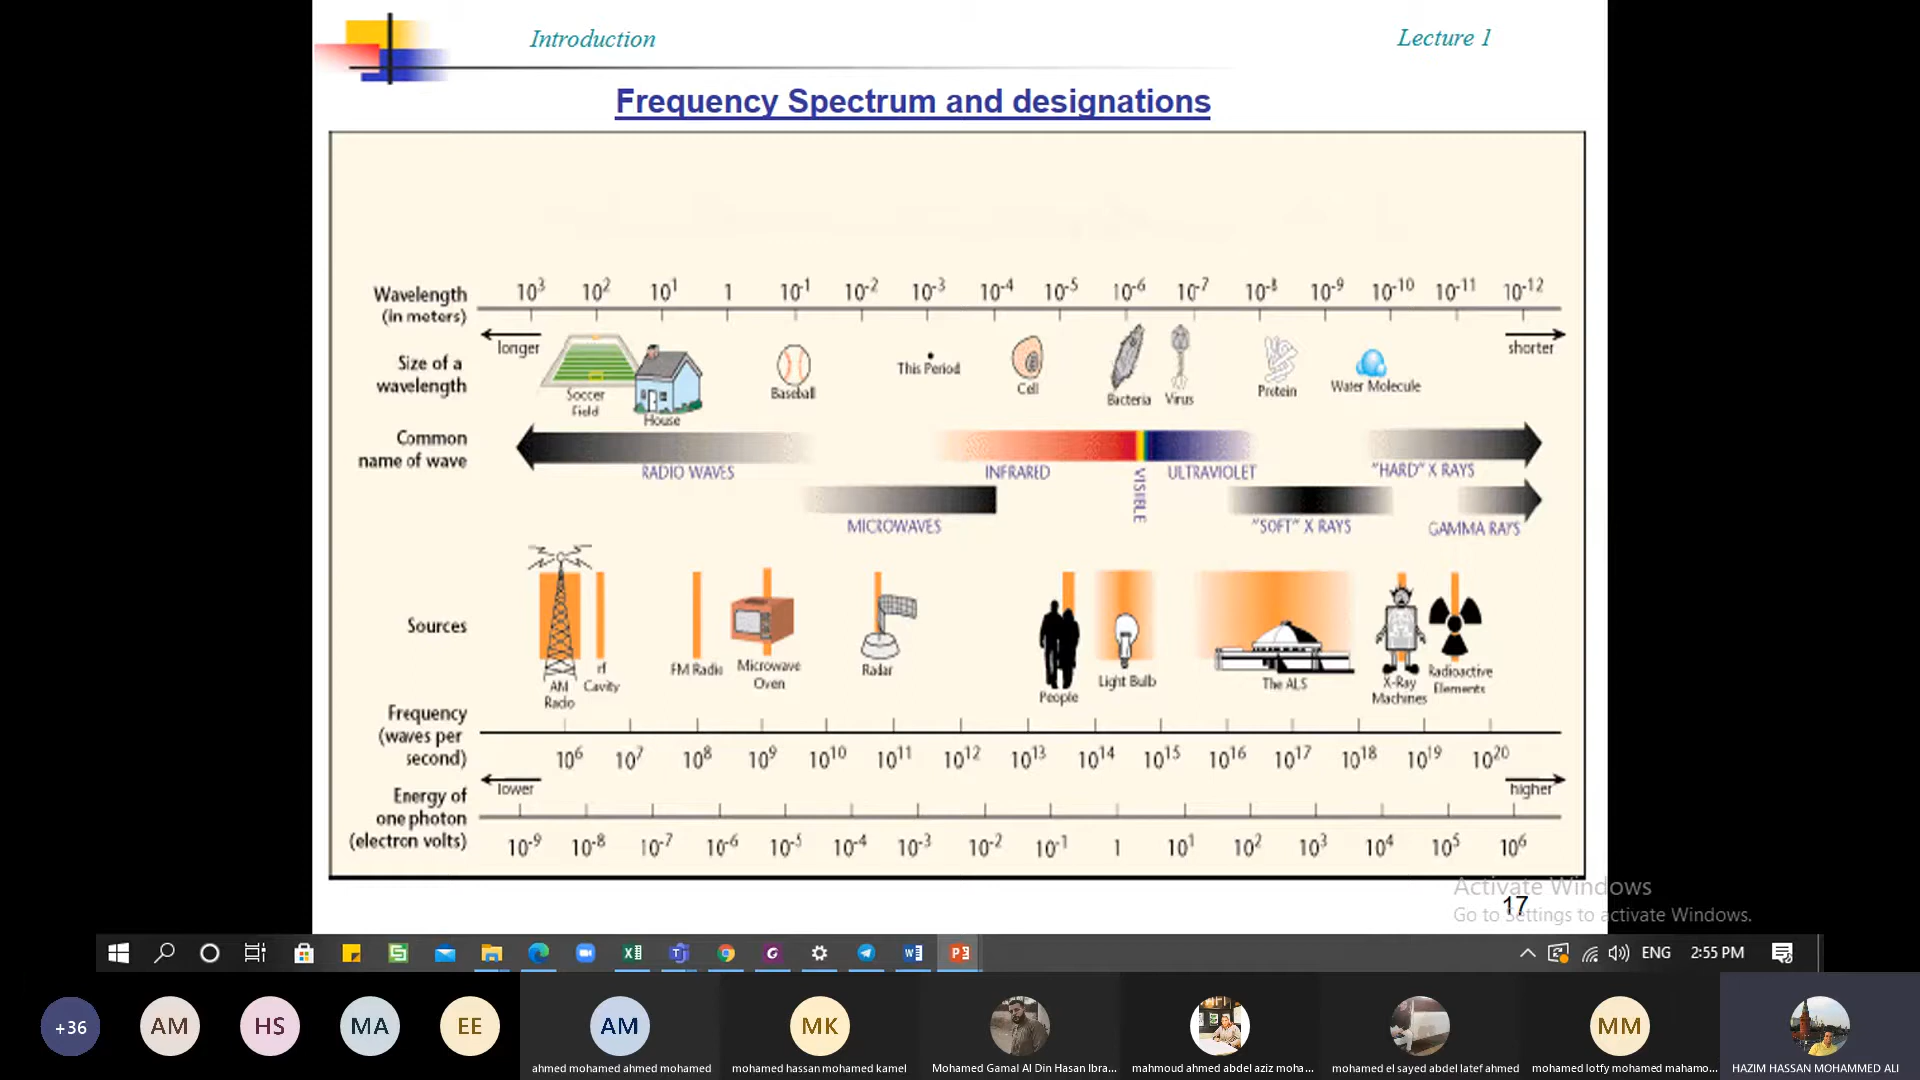 Introduction
Lecture 1
Frequency Spectrum and designations
Wavelength
(in meters)
10³ 10² 10¹ 1 10⁻¹ 10⁻² 10⁻³ 10⁻⁴ 10⁻⁵ 10⁻⁶ 10⁻⁷ 10⁻⁸ 10⁻⁹ 10⁻¹⁰ 10⁻¹¹ 10⁻¹²
longer
shorter
Size of a
wavelength
Soccer
Field
House
Baseball
This Period
Cell
Bacteria
Virus
Protein
Water Molecule
Common
name of wave
RADIO WAVES
INFRARED
VISIBLE
ULTRAVIOLET
"HARD" X RAYS
MICROWAVES
"SOFT" X RAYS
GAMMA RAYS
Sources
AM
Radio
rf
Cavity
FM Radio
Microwave
Oven
Radar
People
Light Bulb
The ALS
X-Ray
Machines
Radioactive
Elements
Frequency
(waves per
second)
10⁶ 10⁷ 10⁸ 10⁹ 10¹⁰ 10¹¹ 10¹² 10¹³ 10¹⁴ 10¹⁵ 10¹⁶ 10¹⁷ 10¹⁸ 10¹⁹ 10²⁰
lower
higher
Energy of
one photon
(electron volts)
10⁻⁹ 10⁻⁸ 10⁻⁷ 10⁻⁶ 10⁻⁵ 10⁻⁴ 10⁻³ 10⁻² 10⁻¹ 1 10¹ 10² 10³ 10⁴ 10⁵ 10⁶
Activate Windows
Go to Settings to activate Windows.
17
ENG 2:55 PM
+36
AM
HS
MA
EE
AM
MK
MM
ahmed mohamed ahmed mohamed
mohamed hassan mohamed kamel
Mohamed Gamal Al Din Hasan Ibra...
mahmoud ahmed abdel aziz moha...
mohamed el sayed abdel latef ahmed
mohamed lotfy mohamed mahamo...
HAZIM HASSAN MOHAMMED ALI